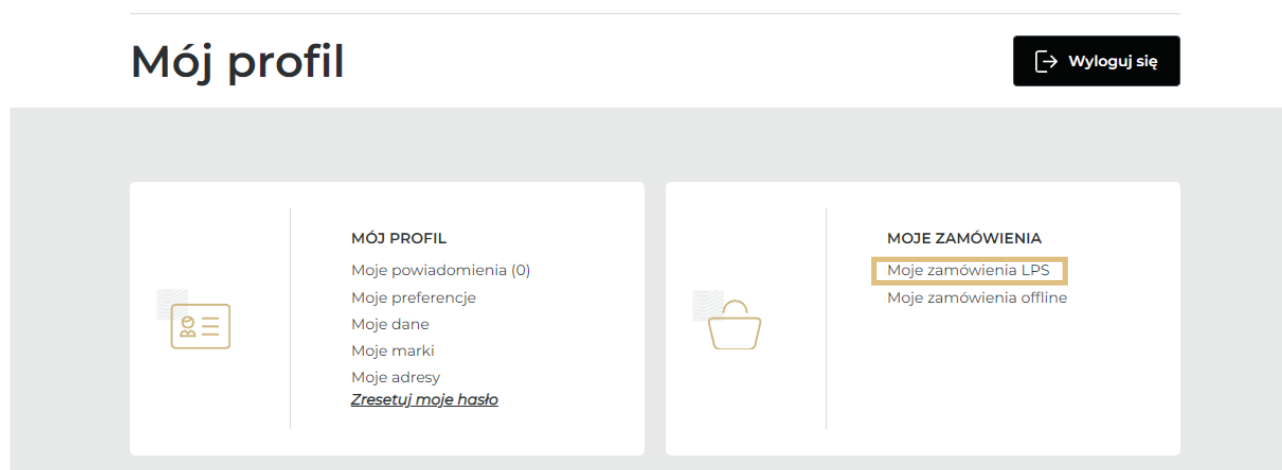 Mój profil
Wyloguj się
MÓJ PROFIL
Moje powiadomienia (0)
Moje preferencje
Moje dane
Moje marki
Moje adresy
Zresetuj moje hasło
MOJE ZAMÓWIENIA
Moje zamówienia LPS
Moje zamówienia offline